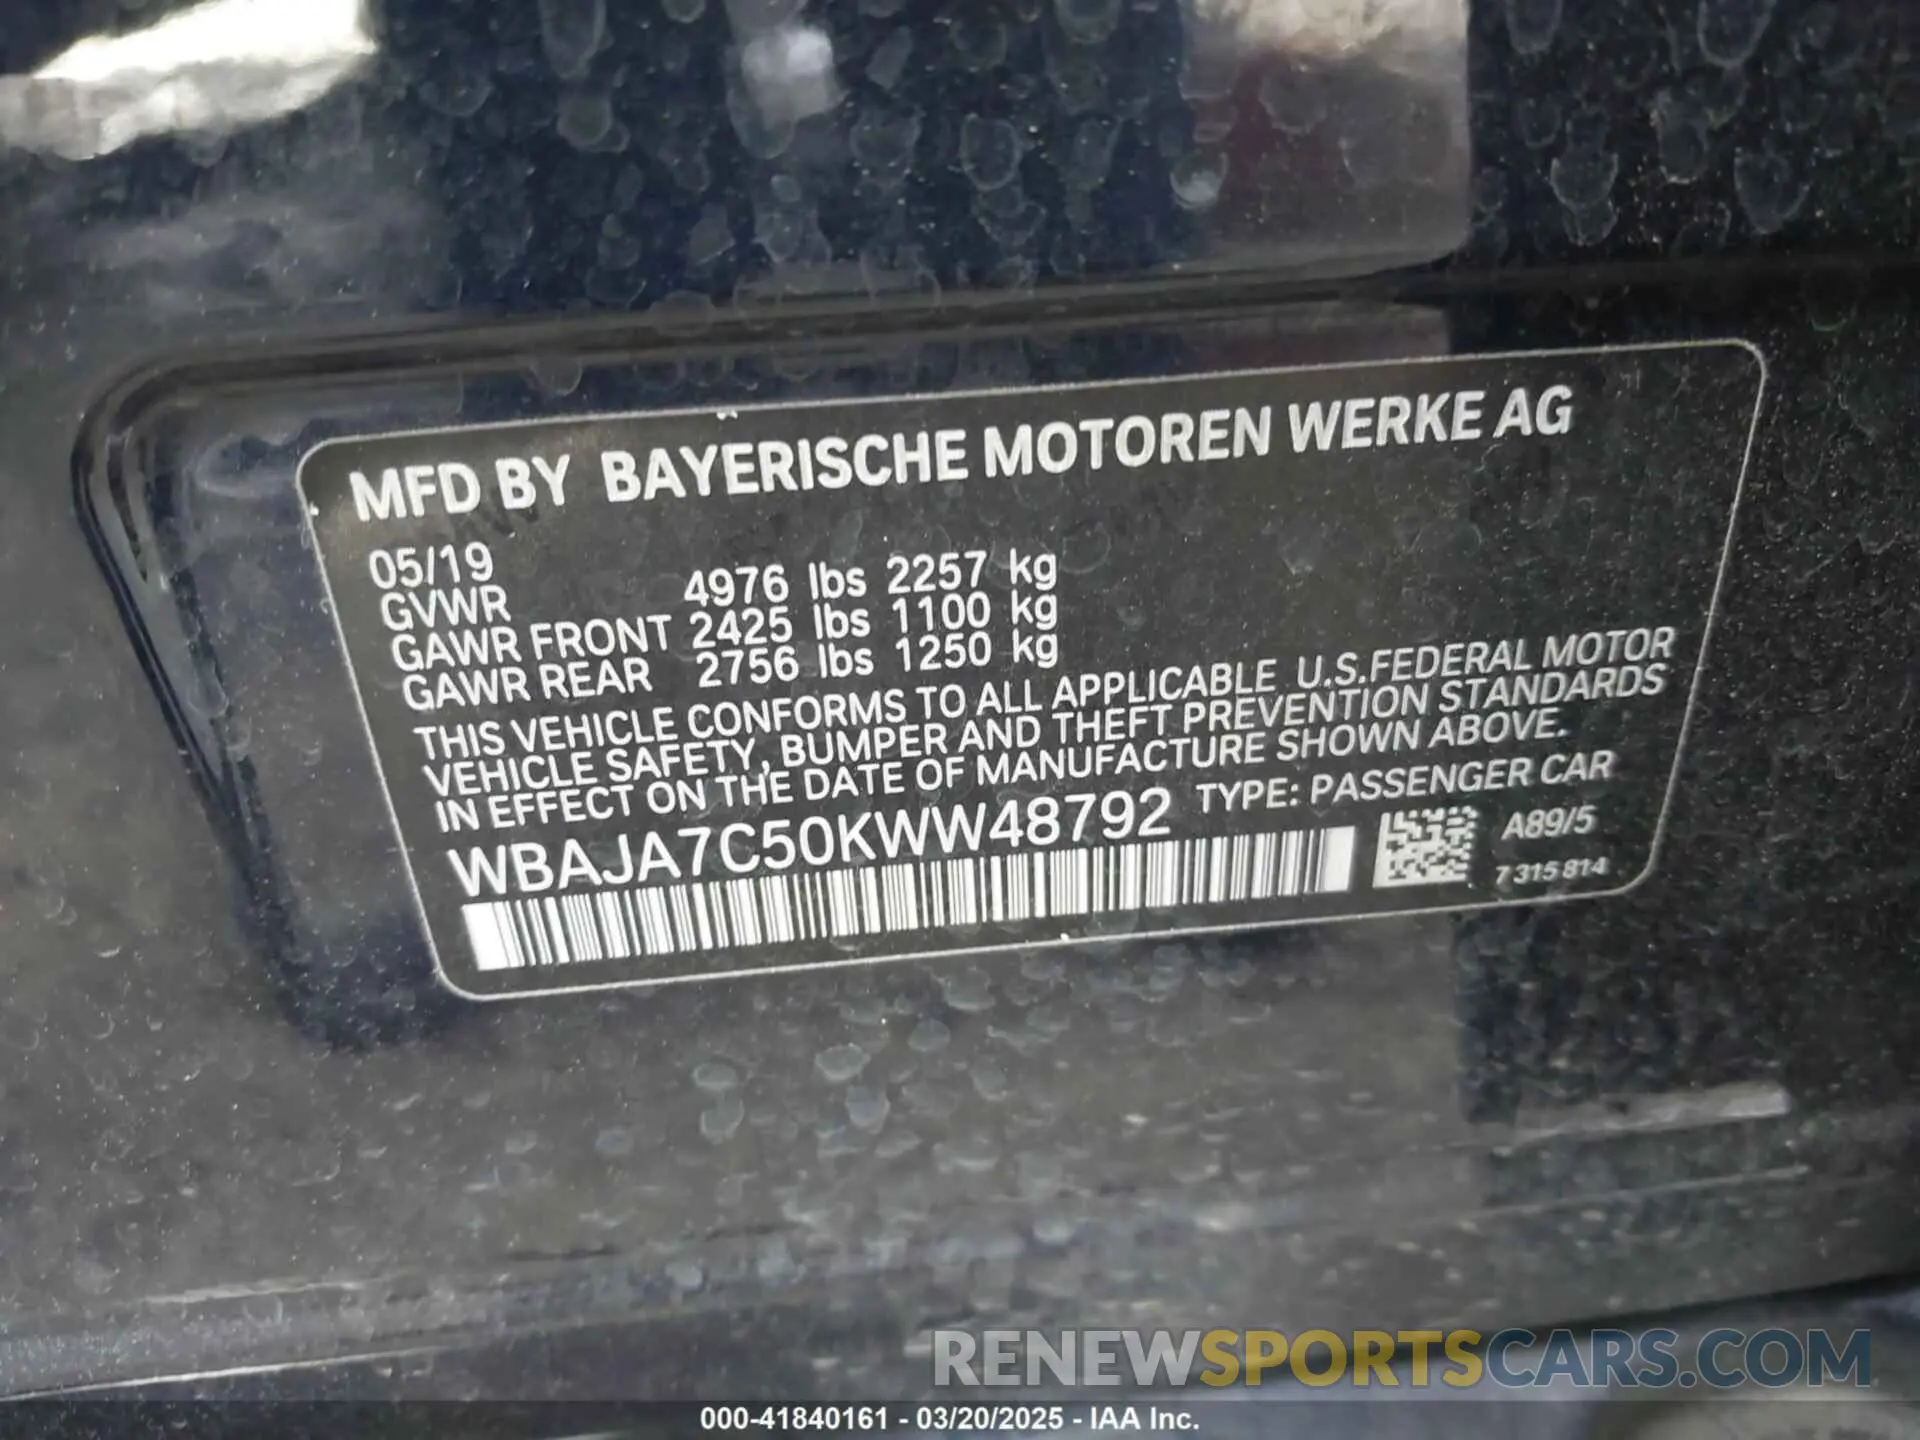 MFD BY BAYERISCHE MOTOREN WERKE AG
05/19
GVWR 4976 lbs 2257 kg
GAWR FRONT 2425 lbs 1100 kg
GAWR REAR 2756 lbs 1250 kg
THIS VEHICLE CONFORMS TO ALL APPLICABLE U.S.FEDERAL MOTOR
VEHICLE SAFETY, BUMPER AND THEFT PREVENTION STANDARDS
IN EFFECT ON THE DATE OF MANUFACTURE SHOWN ABOVE.
WBAJA7C50KWW48792 TYPE: PASSENGER CAR
A89/5
7 315 814
RENEWSPORTSCARS.COM
000-41840161 - 03/20/2025 - IAA Inc.